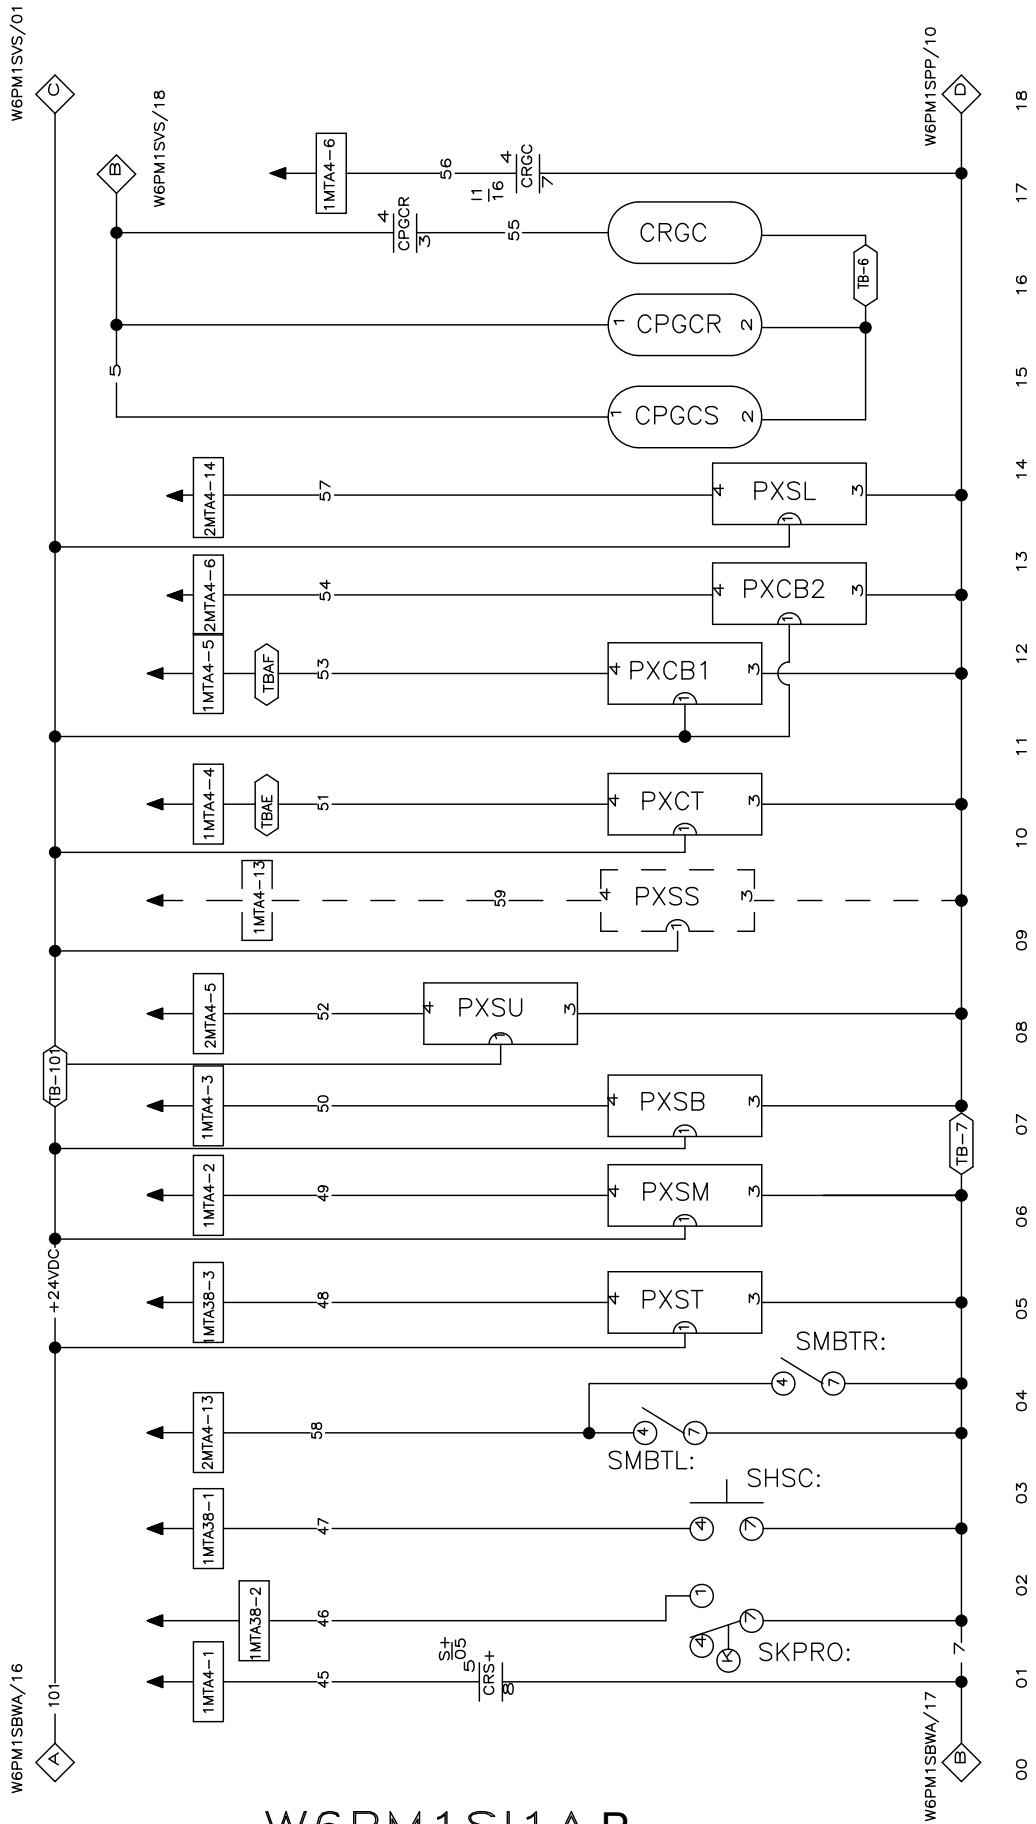 W6PM1SVS/01
C
W6PM1SPP/10
D
18
B
W6PM1SVS/18
1MTA4-6
56
4
CRGC
7
I1
16
17
4
CPGCR
3
55
CRGC
TB-6
16
1
CPGCR
2
5
15
1
CPGCS
2
2MTA4-14
57
4
PXSL
3
1
14
2MTA4-6
54
4
PXCB2
3
1
13
1MTA4-5
TBAF
53
4
PXCB1
3
1
12
11
1MTA4-4
TBAE
51
4
PXCT
3
1
10
1MTA4-13
59
4
PXSS
3
1
09
2MTA4-5
52
4
PXSU
3
1
08
TB-101
1MTA4-3
50
4
PXSB
3
1
07
TB-7
1MTA4-2
49
4
PXSM
3
1
06
+24VDC
1MTA38-3
48
4
PXST
3
1
05
SMBTR:
4
7
04
2MTA4-13
58
4
7
SMBTL:
03
SHSC:
1MTA38-1
47
4
7
02
1MTA38-2
46
1
4
7
K
SKPRO:
1MTA4-1
45
S+
05
5
CRS+
8
7
01
101
W6PM1SBWA/16
A
W6PM1SBWA/17
B
00